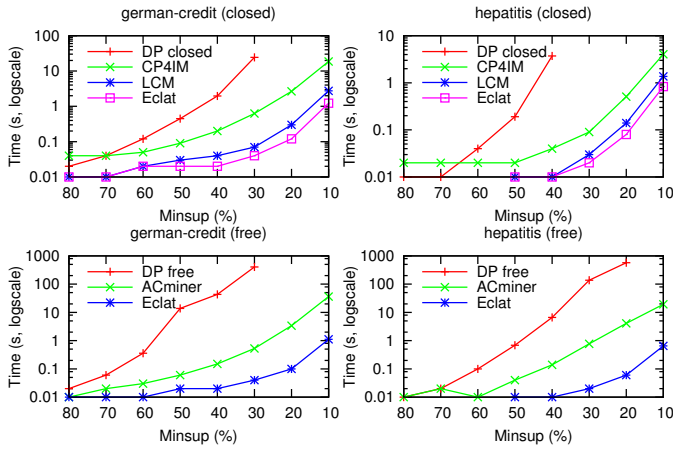 german-credit (closed)
100
10
1
0.1
0.01
Time (s, logscale)
DP closed
CP4IM
LCM
Eclat
80 70 60 50 40 30 20 10
Minsup (%)
hepatitis (closed)
10
1
0.1
0.01
Time (s, logscale)
DP closed
CP4IM
LCM
Eclat
80 70 60 50 40 30 20 10
Minsup (%)
german-credit (free)
1000
100
10
1
0.1
0.01
Time (s, logscale)
DP free
ACminer
Eclat
80 70 60 50 40 30 20 10
Minsup (%)
hepatitis (free)
1000
100
10
1
0.1
0.01
Time (s, logscale)
DP free
ACminer
Eclat
80 70 60 50 40 30 20 10
Minsup (%)